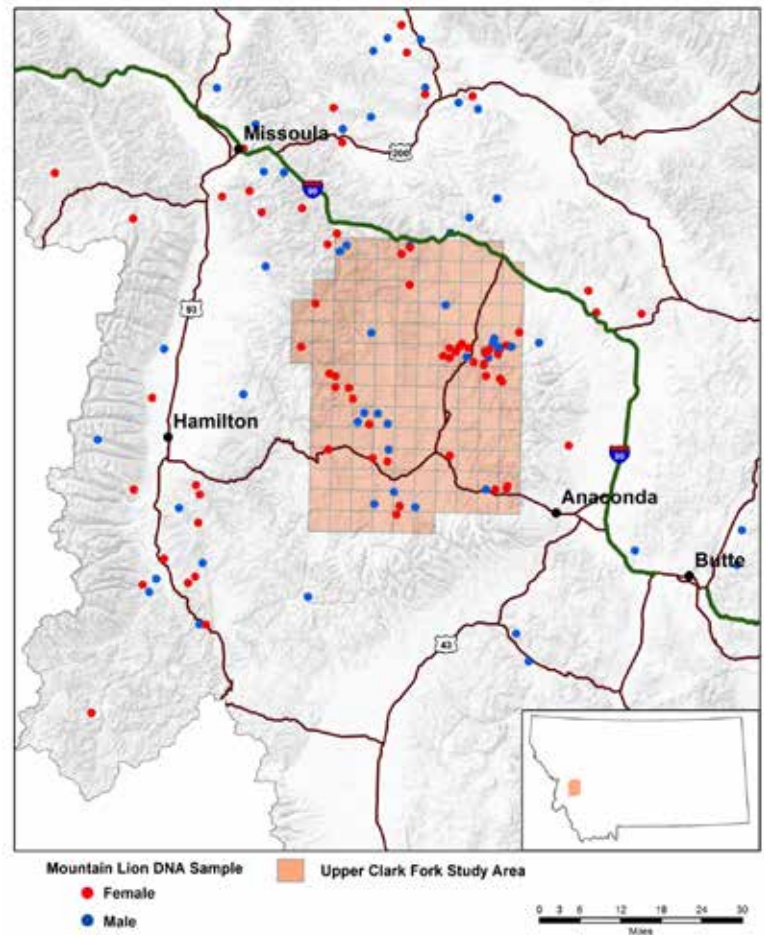 Missoula
200
90
93
Hamilton
90
Anaconda
Butte
43
Mountain Lion DNA Sample
Upper Clark Fork Study Area
Female
Male
0 3 6 12 18 24 30
Miles